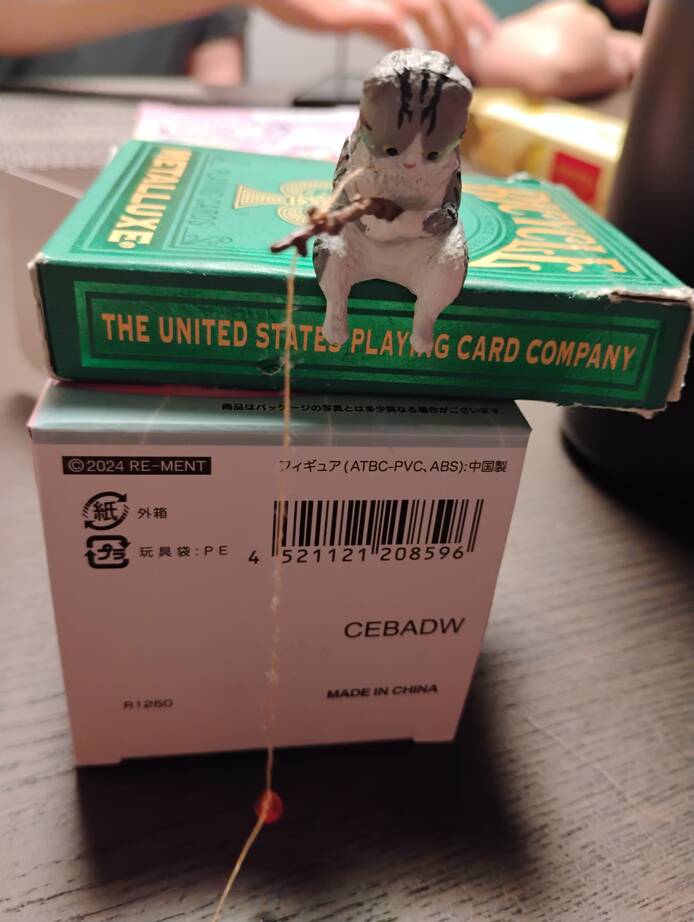 METALLUXE®
PLAYING CARDS
BICYCLE
THE UNITED STATES PLAYING CARD COMPANY
商品はパッケージの写真とは多少異なる場合がございます。
©2024 RE-MENT
フィギュア(ATBC-PVC、ABS):中国製
紙 外箱
プラ 玩具袋:PE
4 521121 208596
CEBADW
R1250
MADE IN CHINA